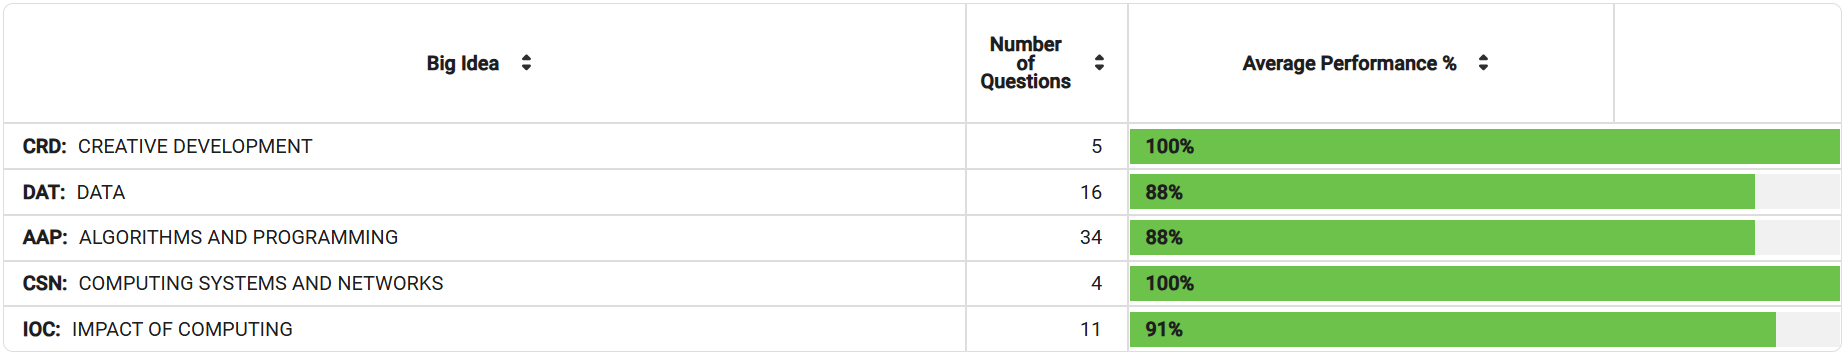 Big Idea
Number of Questions
Average Performance %
CRD: CREATIVE DEVELOPMENT 5 100%
DAT: DATA 16 88%
AAP: ALGORITHMS AND PROGRAMMING 34 88%
CSN: COMPUTING SYSTEMS AND NETWORKS 4 100%
IOC: IMPACT OF COMPUTING 11 91%